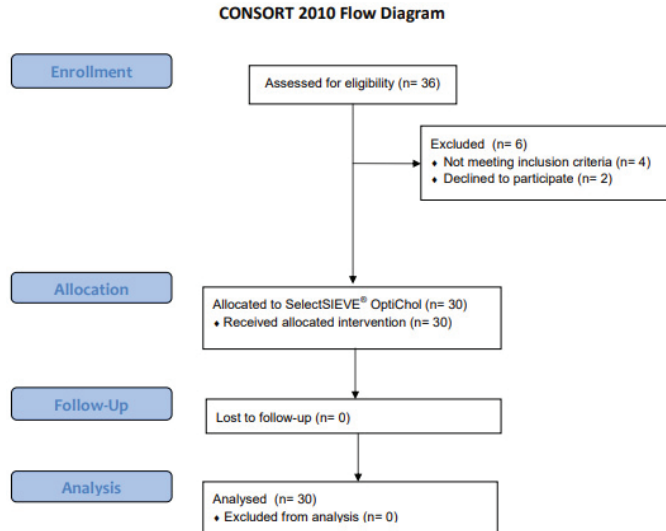 CONSORT 2010 Flow Diagram
Enrollment
Assessed for eligibility (n= 36)
Excluded (n= 6)
♦ Not meeting inclusion criteria (n= 4)
♦ Declined to participate (n= 2)
Allocation
Allocated to SelectSIEVE® OptiChol (n= 30)
♦ Received allocated intervention (n= 30)
Follow-Up
Lost to follow-up (n= 0)
Analysis
Analysed (n= 30)
♦ Excluded from analysis (n= 0)